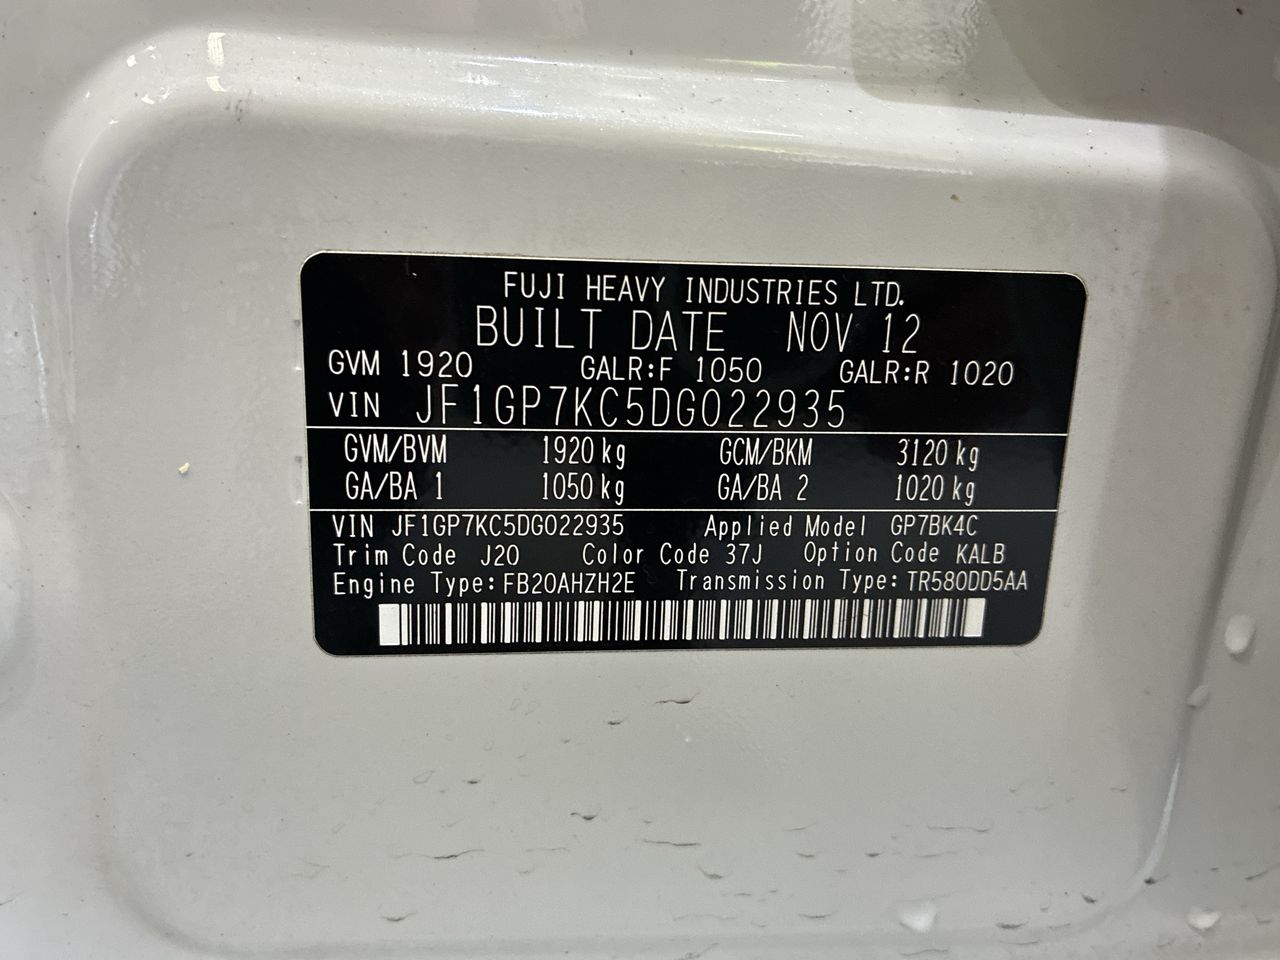 FUJI HEAVY INDUSTRIES LTD.
BUILT DATE NOV 12
GVM 1920 GALR:F 1050 GALR:R 1020
VIN JF1GP7KC5DG022935
GVM/BVM 1920 kg GCM/BKM 3120 kg
GA/BA 1 1050 kg GA/BA 2 1020 kg
VIN JF1GP7KC5DG022935 Applied Model GP7BK4C
Trim Code J20 Color Code 37J Option Code KALB
Engine Type: FB20AHZH2E Transmission Type: TR580DD5AA